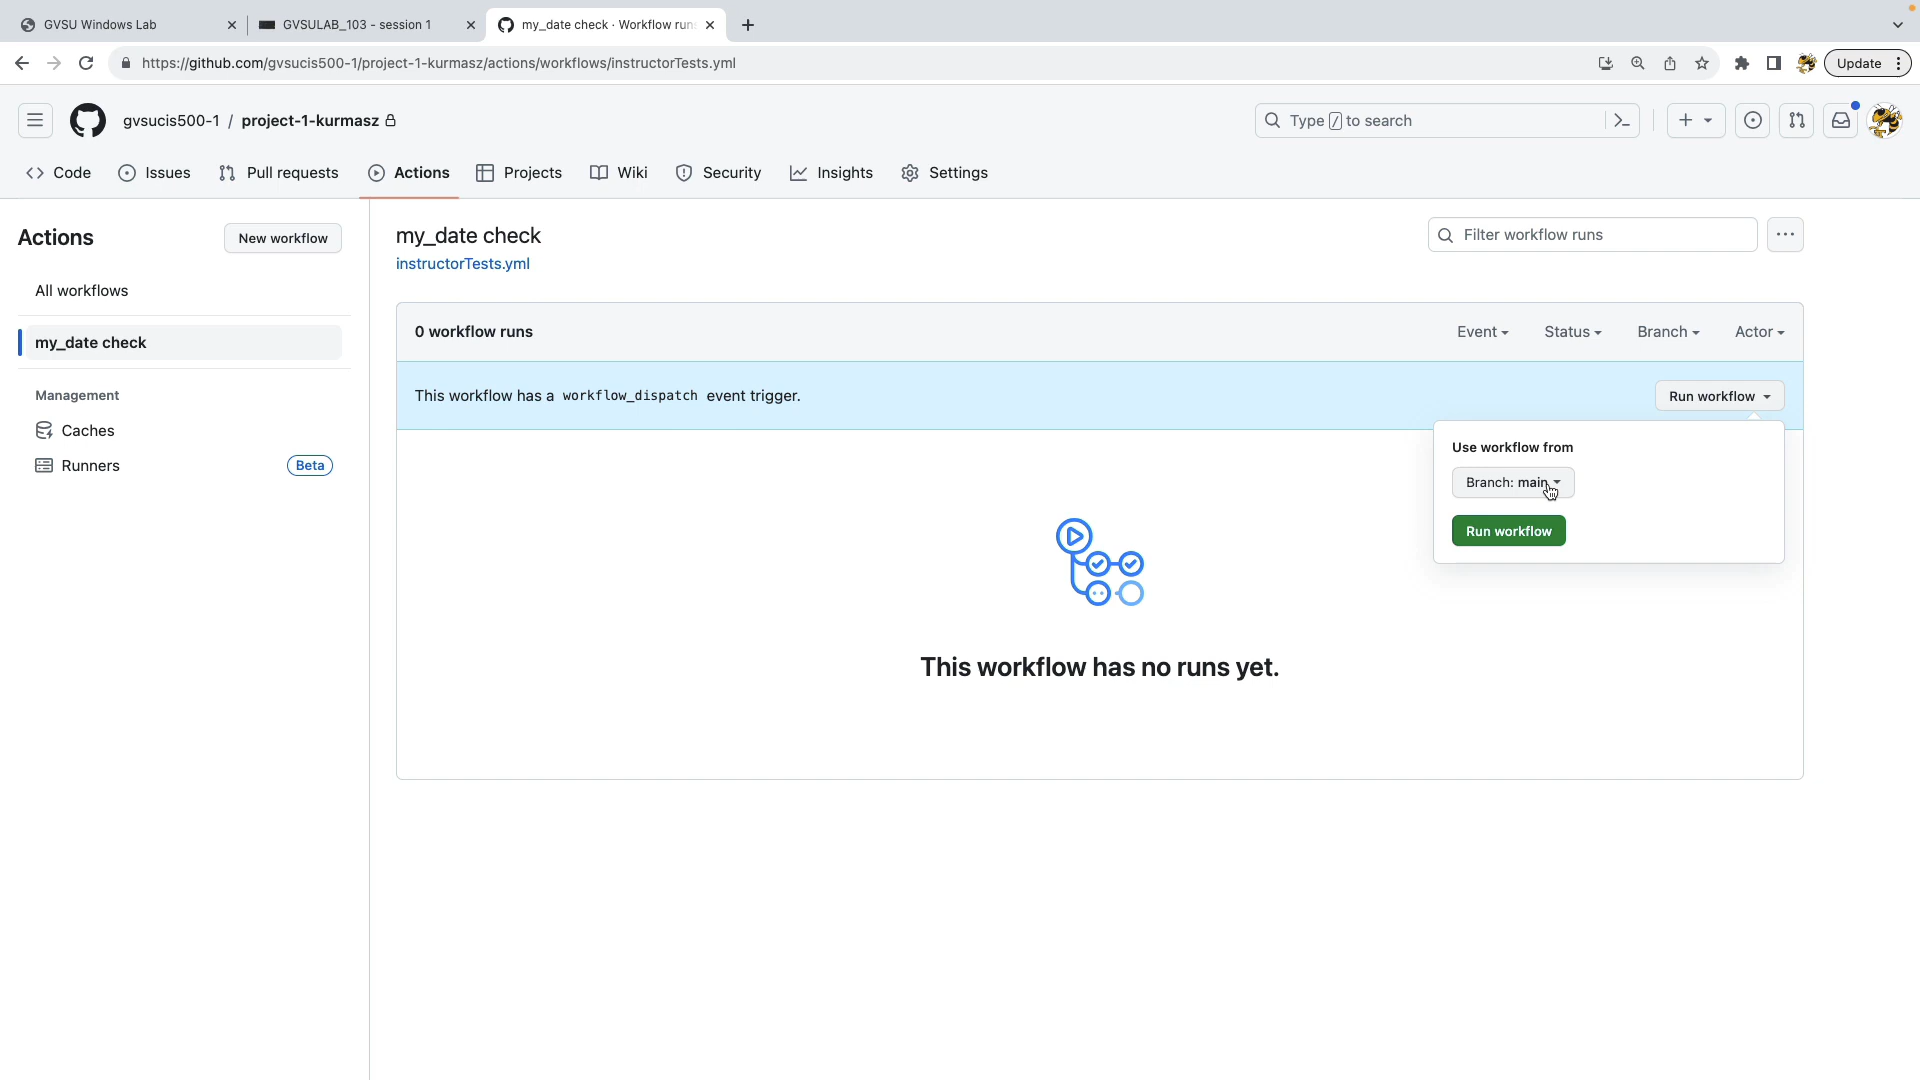 GVSU Windows Lab
GVSULAB_103 - session 1
my_date check · Workflow run
https://github.com/gvsucis500-1/project-1-kurmasz/actions/workflows/instructorTests.yml
Update
gvsucis500-1 / project-1-kurmasz
Type / to search
Code
Issues
Pull requests
Actions
Projects
Wiki
Security
Insights
Settings
Actions
New workflow
All workflows
my_date check
Management
Caches
Runners
Beta
my_date check
instructorTests.yml
Filter workflow runs
0 workflow runs
Event
Status
Branch
Actor
This workflow has a workflow_dispatch event trigger.
Run workflow
Use workflow from
Branch: main
Run workflow
This workflow has no runs yet.